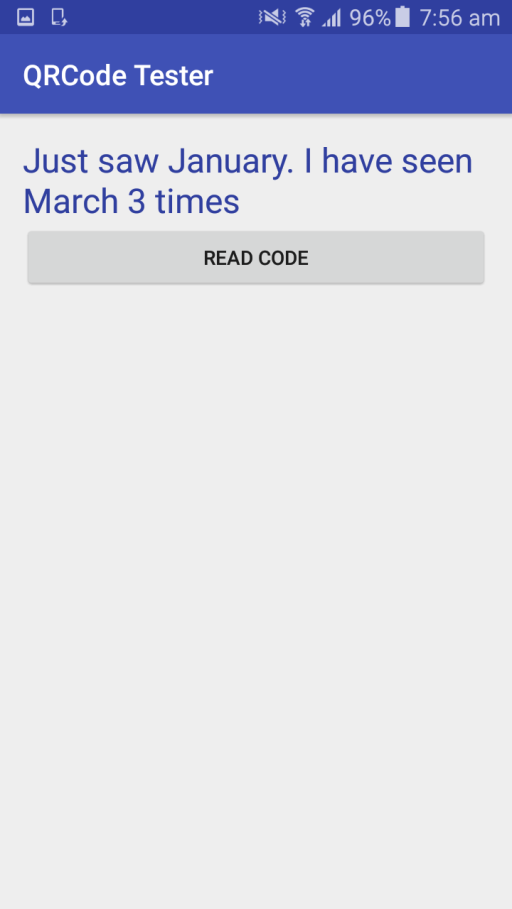 96% 7:56 am
QRCode Tester
Just saw January. I have seen
March 3 times
READ CODE